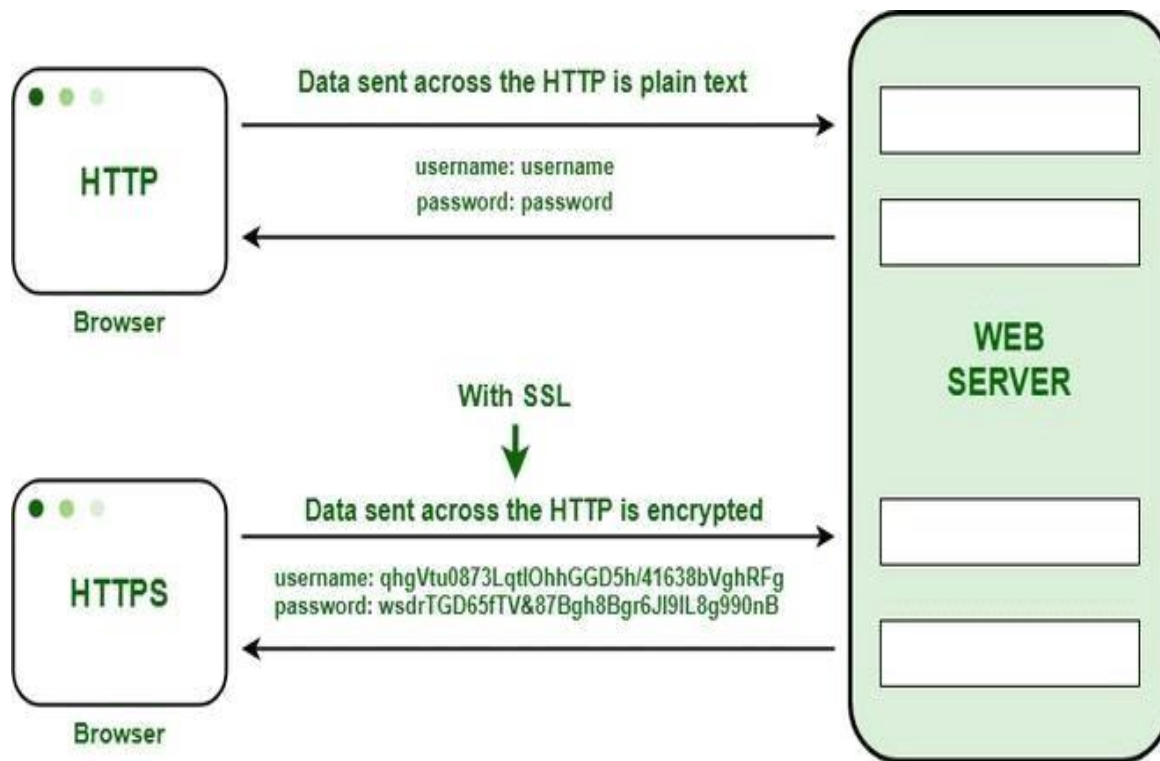 Data sent across the HTTP is plain text
HTTP
username: username
password: password
Browser
WEB
SERVER
With SSL
Data sent across the HTTP is encrypted
HTTPS
username: qhgVtu0873LqtlOhhGGD5h/41638bVghRFg
password: wsdrTGD65fTV&87Bgh8Bgr6Jl9lL8g990nB
Browser